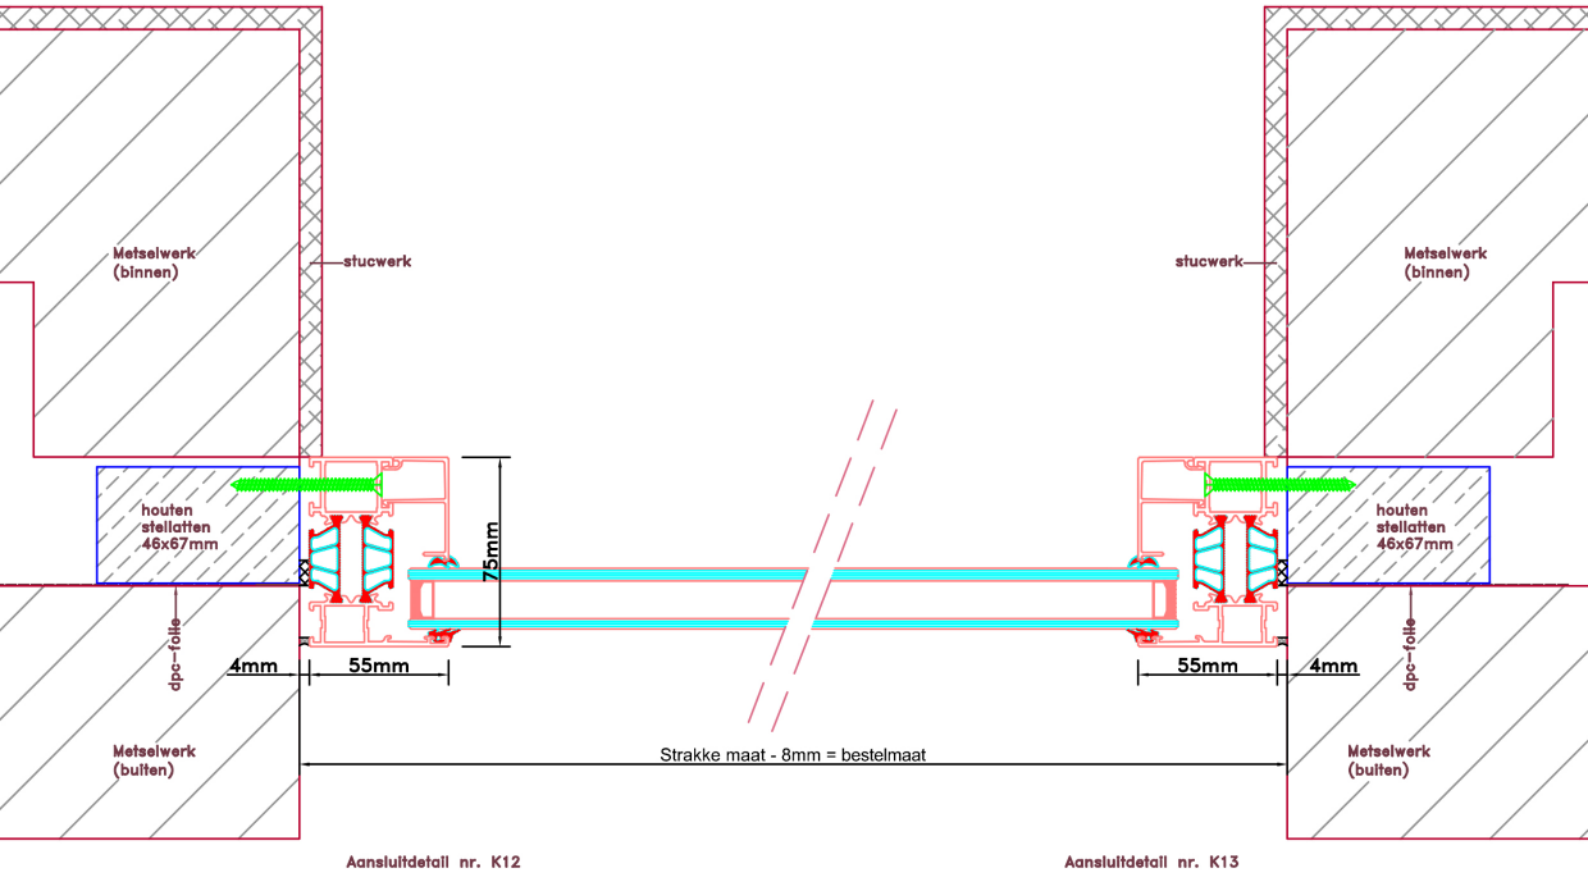 Metselwerk
(binnen)
stucwerk
stucwerk
Metselwerk
(binnen)
houten
stellatten
46x67mm
75mm
houten
stellatten
46x67mm
dpc-folie
4mm
55mm
55mm
4mm
dpc-folie
Metselwerk
(buiten)
Strakke maat - 8mm = bestelmaat
Metselwerk
(buiten)
Aansluitdetail nr. K12
Aansluitdetail nr. K13